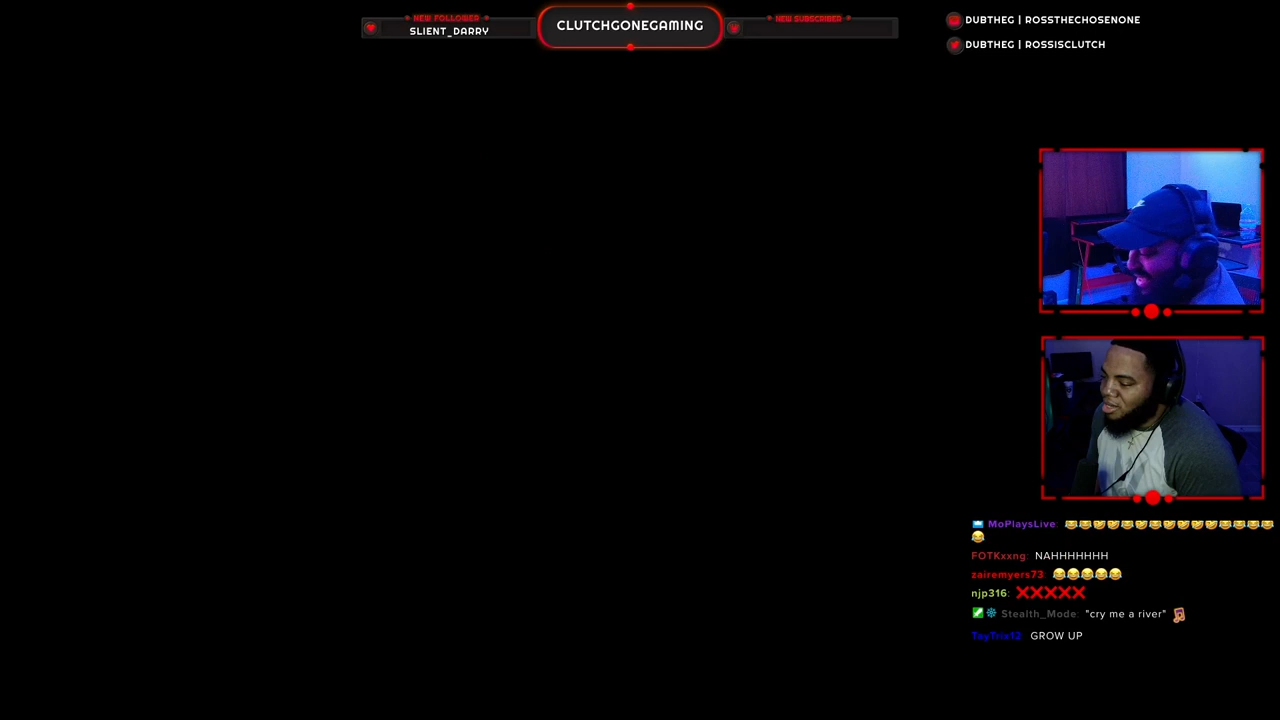 NEW FOLLOWER
SLIENT_DARRY
CLUTCHGONEGAMING
NEW SUBSCRIBER
DUBTHEG | ROSSTHECHOSENONE
DUBTHEG | ROSSISCLUTCH
MoPlaysLive: 😂😂🤣🤣😂🤣😂🤣🤣🤣🤣😂😂😂😂
😂
FOTKxxng: NAHHHHHHH
zairemyers73: 😂😂😂😂😂
njp316: ❌❌❌❌❌
Stealth_Mode: "cry me a river"
TayTrix12: GROW UP